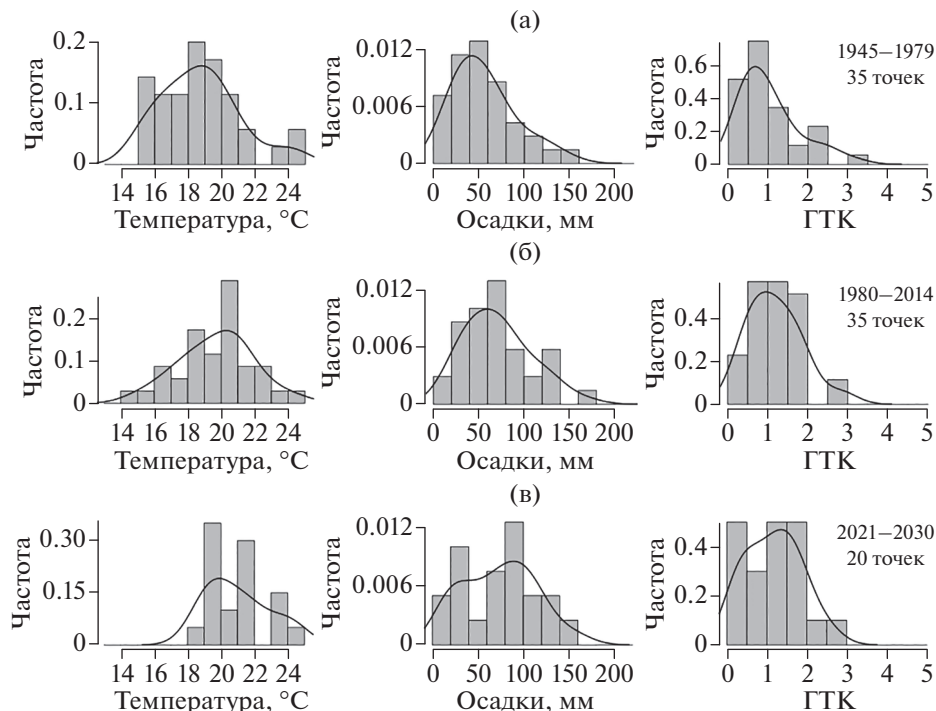 (а)
Частота
0.2
0.1
0
14 16 18 20 22 24
Температура, °C
Частота
0.012
0.006
0
0 50 100 150 200
Осадки, мм
Частота
0.6
0.4
0.2
0
0 1 2 3 4 5
ГТК
1945–1979
35 точек
(б)
Частота
0.2
0.1
0
14 16 18 20 22 24
Температура, °C
Частота
0.012
0.006
0
0 50 100 150 200
Осадки, мм
Частота
0.4
0.2
0
0 1 2 3 4 5
ГТК
1980–2014
35 точек
(в)
Частота
0.30
0.15
0
14 16 18 20 22 24
Температура, °C
Частота
0.012
0.006
0
0 50 100 150 200
Осадки, мм
Частота
0.4
0.2
0
0 1 2 3 4 5
ГТК
2021–2030
20 точек